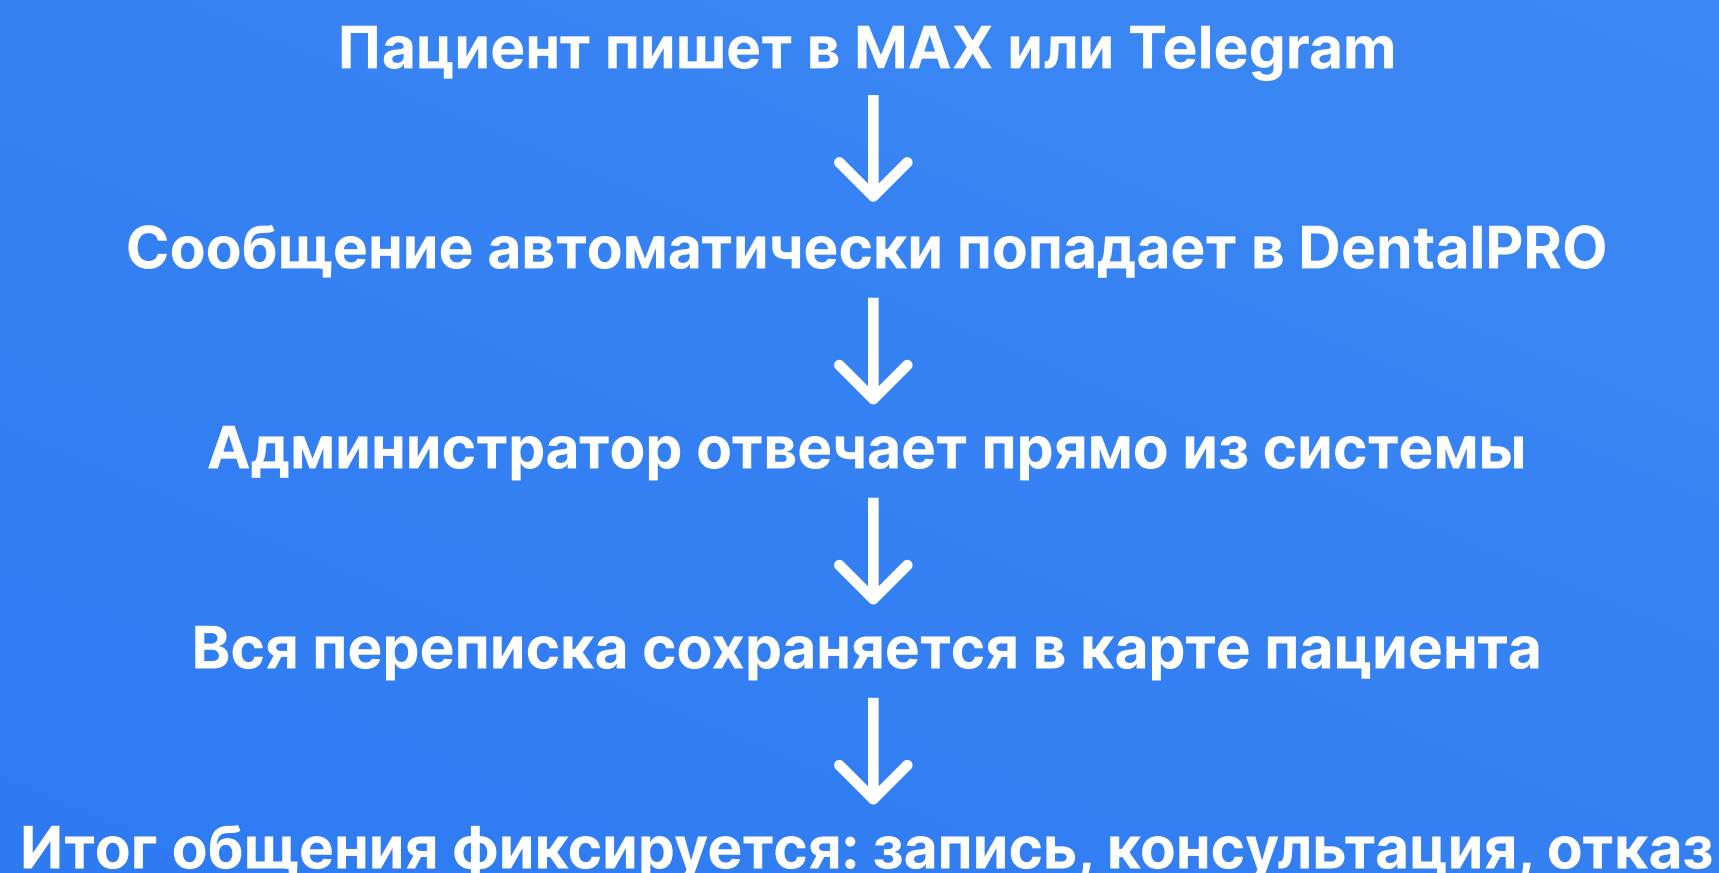 Пациент пишет в MAX или Telegram
Сообщение автоматически попадает в DentalPRO
Администратор отвечает прямо из системы
Вся переписка сохраняется в карте пациента
Итог общения фиксируется: запись, консультация, отказ